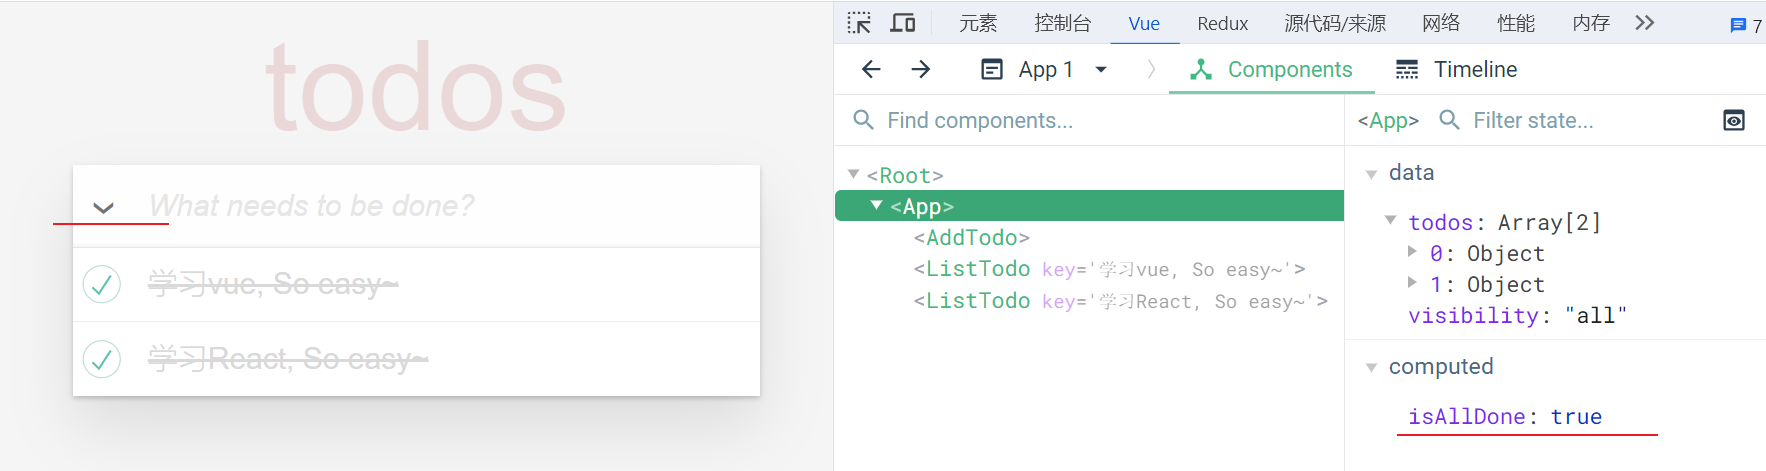 todos
What needs to be done?
学习vue, So easy~
学习React, So easy~
元素 控制台 Vue Redux 源代码/来源 网络 性能 内存 7
App 1 Components Timeline
Find components...
<Root>
<App>
<AddTodo>
<ListTodo key='学习vue, So easy~'>
<ListTodo key='学习React, So easy~'>
<App> Filter state...
data
todos: Array[2]
0: Object
1: Object
visibility: "all"
computed
isAllDone: true